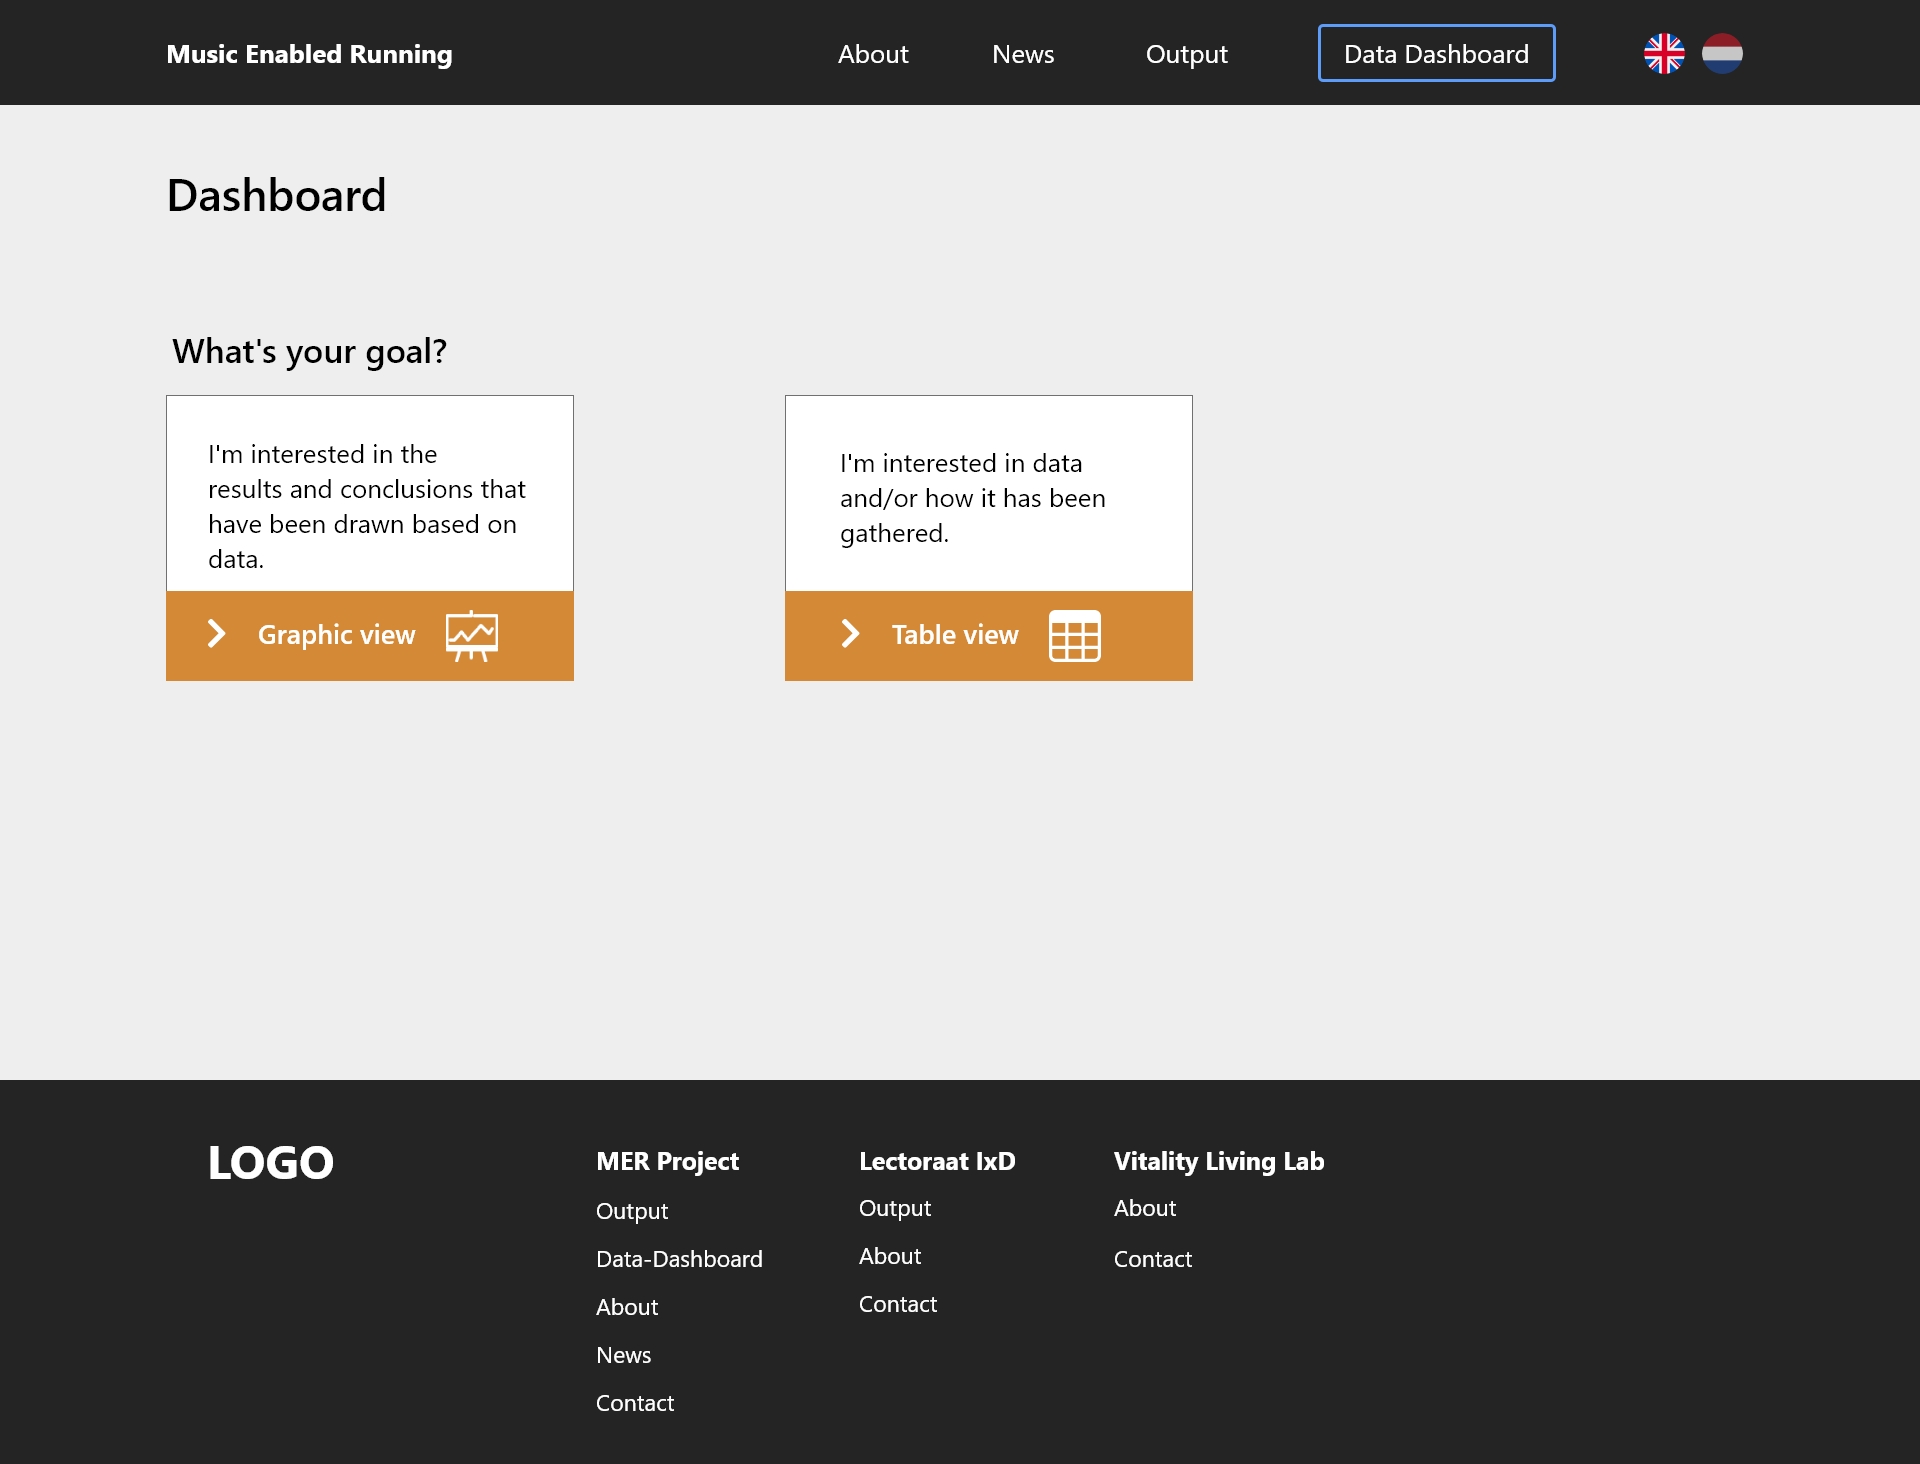 Music Enabled Running
About
News
Output
Data Dashboard
Dashboard
What's your goal?
I'm interested in the
results and conclusions that
have been drawn based on
data.
Graphic view
I'm interested in data
and/or how it has been
gathered.
Table view
LOGO
MER Project
Output
Data-Dashboard
About
News
Contact
Lectoraat IxD
Output
About
Contact
Vitality Living Lab
About
Contact